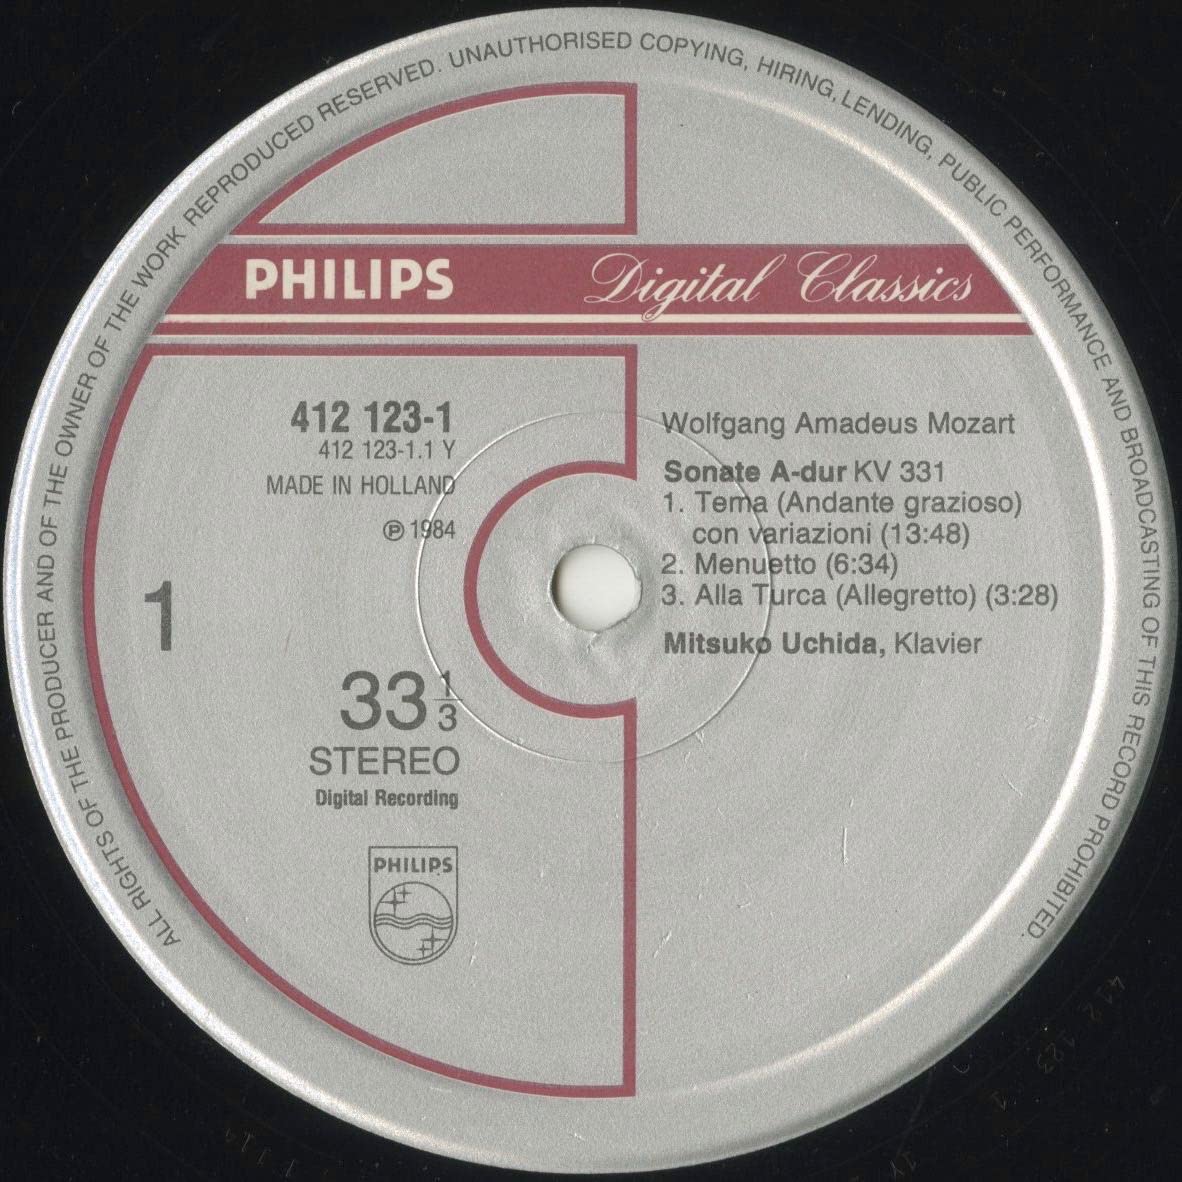 ALL RIGHTS OF THE PRODUCER AND OF THE OWNER OF THE WORK REPRODUCED RESERVED. UNAUTHORISED COPYING, HIRING, LENDING, PUBLIC PERFORMANCE AND BROADCASTING OF THIS RECORD PROHIBITED.
PHILIPS Digital Classics
412 123-1
412 123-1.1 Y
MADE IN HOLLAND
℗ 1984
1
33 1/3
STEREO
Digital Recording
PHILIPS
Wolfgang Amadeus Mozart
Sonate A-dur KV 331
1. Tema (Andante grazioso)
con variazioni (13:48)
2. Menuetto (6:34)
3. Alla Turca (Allegretto) (3:28)
Mitsuko Uchida, Klavier
412 123 1